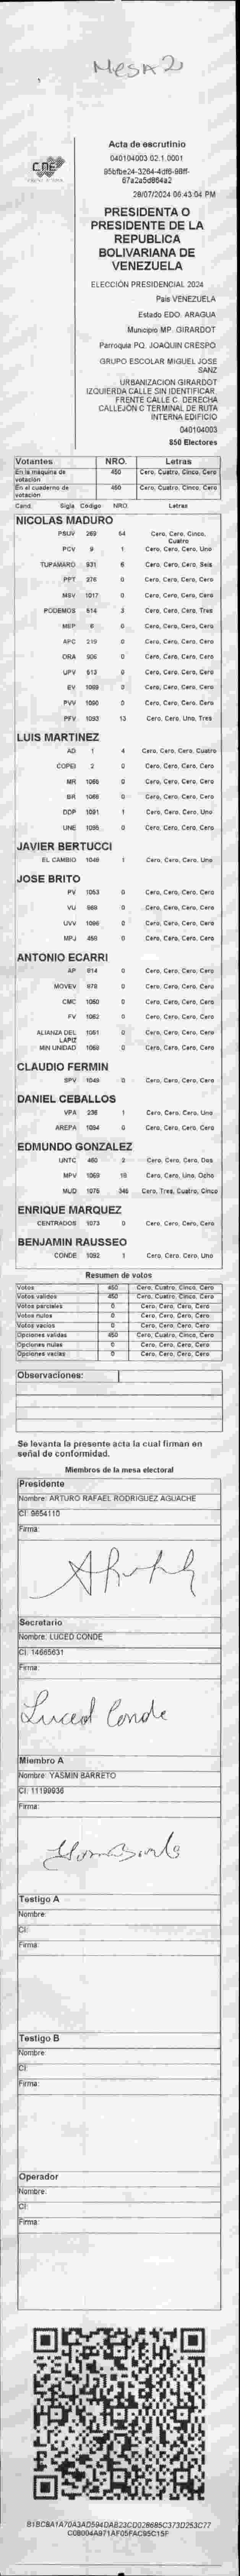 Mesa 2
Acta de escrutinio
040104003.02.1.0001
95bfbe24-3264-4df6-98ff-
67a2a5d864a2
28/07/2024 06:43:04 PM
PRESIDENTA O
PRESIDENTE DE LA
REPUBLICA
BOLIVARIANA DE
VENEZUELA
ELECCIÓN PRESIDENCIAL 2024
País VENEZUELA
Estado EDO. ARAGUA
Municipio MP. GIRARDOT
Parroquia PQ. JOAQUIN CRESPO
GRUPO ESCOLAR MIGUEL JOSE
SANZ
URBANIZACION GIRARDOT
IZQUIERDA CALLE SIN IDENTIFICAR.
FRENTE CALLE C. DERECHA
CALLEJÓN C TERMINAL DE RUTA
INTERNA EDIFICIO
040104003
850 Electores
Votantes NRO. Letras
En la máquina de votación 450 Cero, Cuatro, Cinco, Cero
En el cuaderno de votación 450 Cero, Cuatro, Cinco, Cero
Cand. Sigla Código NRO. Letras
NICOLAS MADURO
PSUV 269 54 Cero, Cero, Cinco, Cuatro
PCV 9 1 Cero, Cero, Cero, Uno
TUPAMARO 931 6 Cero, Cero, Cero, Seis
PPT 276 0 Cero, Cero, Cero, Cero
MSV 1017 0 Cero, Cero, Cero, Cero
PODEMOS 614 3 Cero, Cero, Cero, Tres
MEP 6 0 Cero, Cero, Cero, Cero
APC 219 0 Cero, Cero, Cero, Cero
ORA 906 0 Cero, Cero, Cero, Cero
UPV 513 0 Cero, Cero, Cero, Cero
EV 1089 0 Cero, Cero, Cero, Cero
PVV 1090 0 Cero, Cero, Cero, Cero
PFV 1093 13 Cero, Cero, Uno, Tres
LUIS MARTINEZ
AD 1 4 Cero, Cero, Cero, Cuatro
COPEI 2 0 Cero, Cero, Cero, Cero
MR 1065 0 Cero, Cero, Cero, Cero
BR 1066 0 Cero, Cero, Cero, Cero
DDP 1091 1 Cero, Cero, Cero, Uno
UNE 1055 0 Cero, Cero, Cero, Cero
JAVIER BERTUCCI
EL CAMBIO 1048 1 Cero, Cero, Cero, Uno
JOSE BRITO
PV 1053 0 Cero, Cero, Cero, Cero
VU 969 0 Cero, Cero, Cero, Cero
UVV 1096 0 Cero, Cero, Cero, Cero
MPJ 458 0 Cero, Cero, Cero, Cero
ANTONIO ECARRI
AP 914 0 Cero, Cero, Cero, Cero
MOVEV 979 0 Cero, Cero, Cero, Cero
CMC 1050 0 Cero, Cero, Cero, Cero
FV 1062 0 Cero, Cero, Cero, Cero
ALIANZA DEL LÁPIZ 1051 0 Cero, Cero, Cero, Cero
MIN UNIDAD 1058 0 Cero, Cero, Cero, Cero
CLAUDIO FERMIN
SPV 1049 0 Cero, Cero, Cero, Cero
DANIEL CEBALLOS
VPA 236 1 Cero, Cero, Cero, Uno
AREPA 1094 0 Cero, Cero, Cero, Cero
EDMUNDO GONZALEZ
UNTC 460 2 Cero, Cero, Cero, Dos
MPV 1069 18 Cero, Cero, Uno, Ocho
MUD 1075 345 Cero, Tres, Cuatro, Cinco
ENRIQUE MARQUEZ
CENTRADOS 1073 0 Cero, Cero, Cero, Cero
BENJAMIN RAUSSEO
CONDE 1092 1 Cero, Cero, Cero, Uno
Resumen de votos
Votos 450 Cero, Cuatro, Cinco, Cero
Votos validos 450 Cero, Cuatro, Cinco, Cero
Votos parciales 0 Cero, Cero, Cero, Cero
Votos nulos 0 Cero, Cero, Cero, Cero
Votos vacios 0 Cero, Cero, Cero, Cero
Opciones validas 450 Cero, Cuatro, Cinco, Cero
Opciones nulas 0 Cero, Cero, Cero, Cero
Opciones vacias 0 Cero, Cero, Cero, Cero
Observaciones:
Se levanta la presente acta la cual firman en
señal de conformidad.
Miembros de la mesa electoral
Presidente
Nombre: ARTURO RAFAEL RODRIGUEZ AGUACHE
CI: 9654110
Firma:
Secretario
Nombre: LUCED CONDE
CI: 14665631
Firma:
Luced Conde
Miembro A
Nombre: YASMIN BARRETO
CI: 11199936
Firma:
Testigo A
Nombre:
CI:
Firma:
Testigo B
Nombre:
CI:
Firma:
Operador
Nombre:
CI:
Firma: